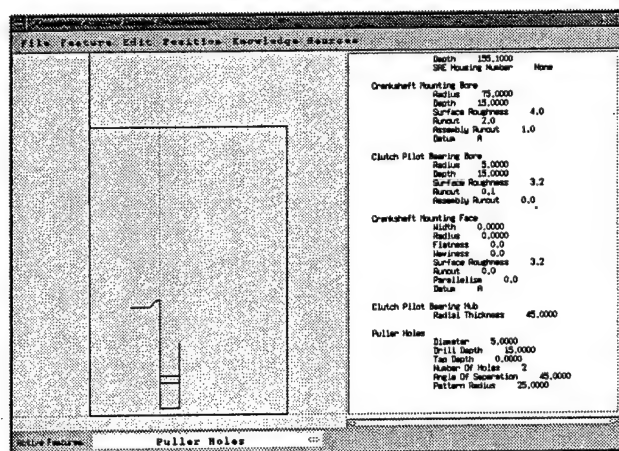 File Feature Edit Position Knowledge Sources
Depth 155.1000
SAE Housing Number None
Crankshaft Mounting Bore
Radius 75.0000
Depth 15.0000
Surface Roughness 4.0
Runout 2.0
Assembly Runout 1.0
Datum A
Clutch Pilot Bearing Bore
Radius 5.0000
Depth 15.0000
Surface Roughness 3.2
Runout 0.1
Assembly Runout 0.0
Crankshaft Mounting Face
Width 0.0000
Radius 0.0000
Flatness 0.0
Waviness 0.0
Surface Roughness 3.2
Runout 0.0
Parallelism 0.0
Datum A
Clutch Pilot Bearing Hub
Radial Thickness 45.0000
Puller Holes
Diameter 5.0000
Drill Depth 15.0000
Tap Depth 0.0000
Number Of Holes 2
Angle Of Separation 45.0000
Pattern Radius 25.0000
Active Features Puller Holes